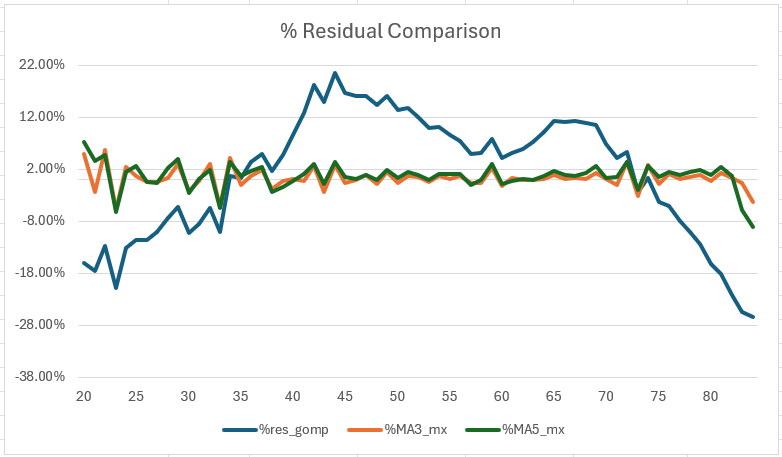 % Residual Comparison
22.00%
12.00%
2.00%
-8.00%
-18.00%
-28.00%
-38.00%
20 25 30 35 40 45 50 55 60 65 70 75 80
%res_gomp %MA3_mx %MA5_mx